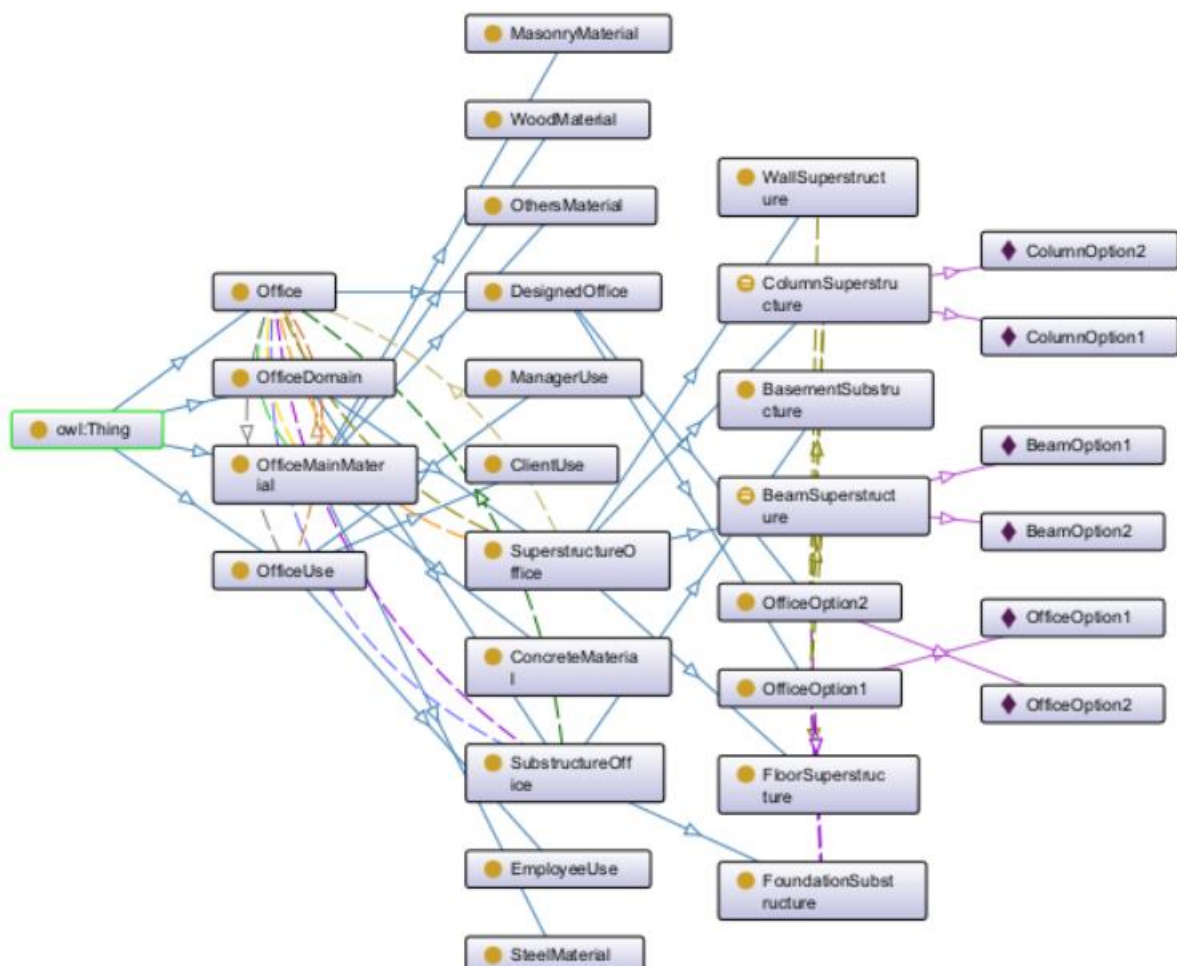 owl:Thing
Office
OfficeDomain
OfficeMainMater
ial
OfficeUse
MasonryMaterial
WoodMaterial
OthersMaterial
DesignedOffice
ManagerUse
ClientUse
SuperstructureO
ffice
ConcreteMateria
l
SubstructureOff
ice
EmployeeUse
SteelMaterial
WallSuperstruct
ure
ColumnSuperstru
cture
BasementSubstru
cture
BeamSuperstruct
ure
OfficeOption2
OfficeOption1
FloorSuperstruc
ture
FoundationSubst
ructure
ColumnOption2
ColumnOption1
BeamOption1
BeamOption2
OfficeOption1
OfficeOption2